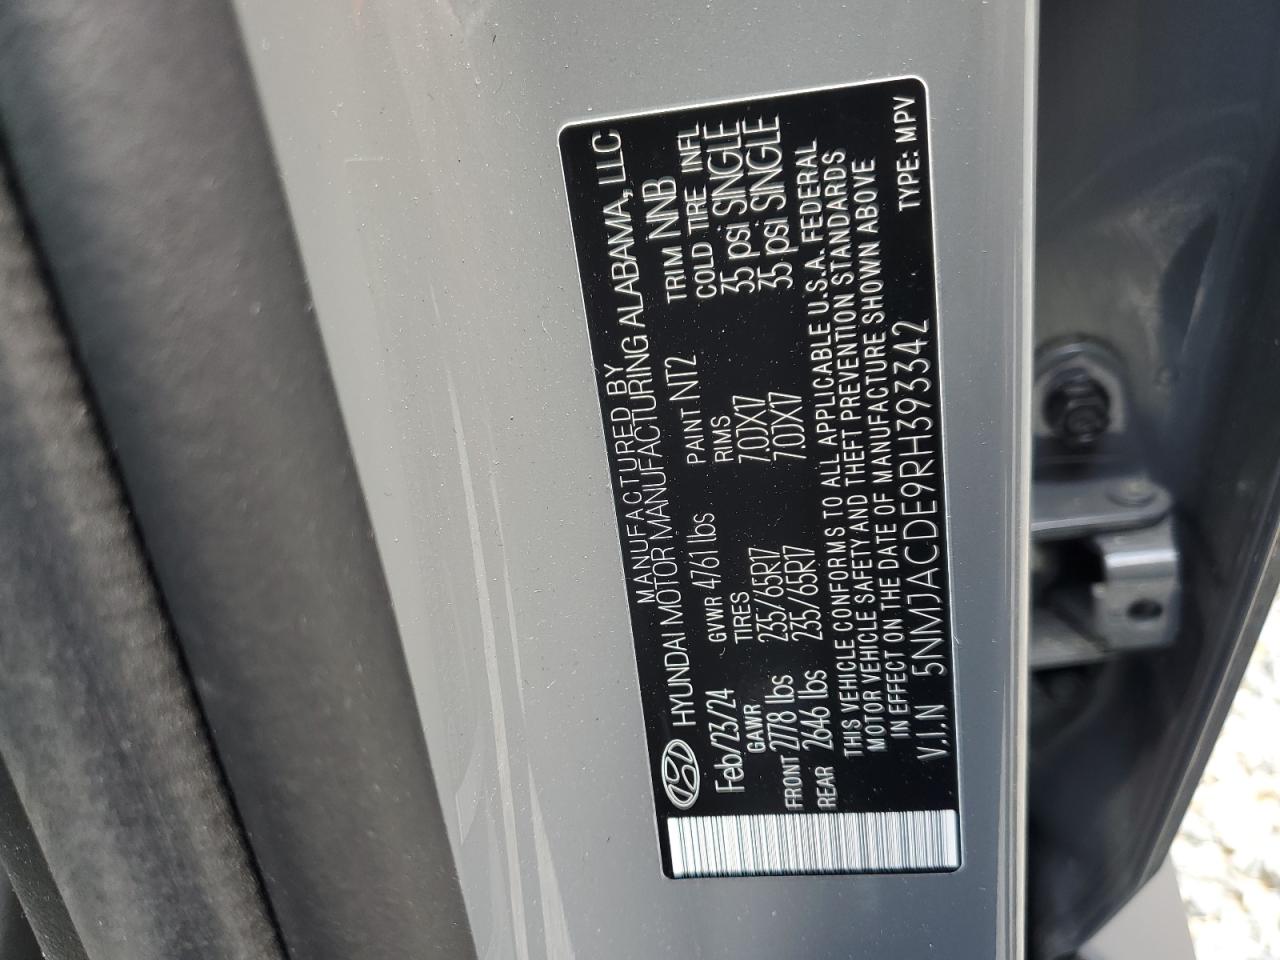 MANUFACTURED BY
HYUNDAI MOTOR MANUFACTURING ALABAMA, LLC
Feb/23/24 GVWR 4761 lbs PAINT NT2 TRIM NNB
GAWR TIRES RIMS COLD TIRE INFL
FRONT 2778 lbs 235/65R17 7.0JX17 35 psi SINGLE
REAR 2646 lbs 235/65R17 7.0JX17 35 psi SINGLE
THIS VEHICLE CONFORMS TO ALL APPLICABLE U.S.A. FEDERAL
MOTOR VEHICLE SAFETY AND THEFT PREVENTION STANDARDS
IN EFFECT ON THE DATE OF MANUFACTURE SHOWN ABOVE
V.I.N 5NMJACDE9RH393342 TYPE: MPV